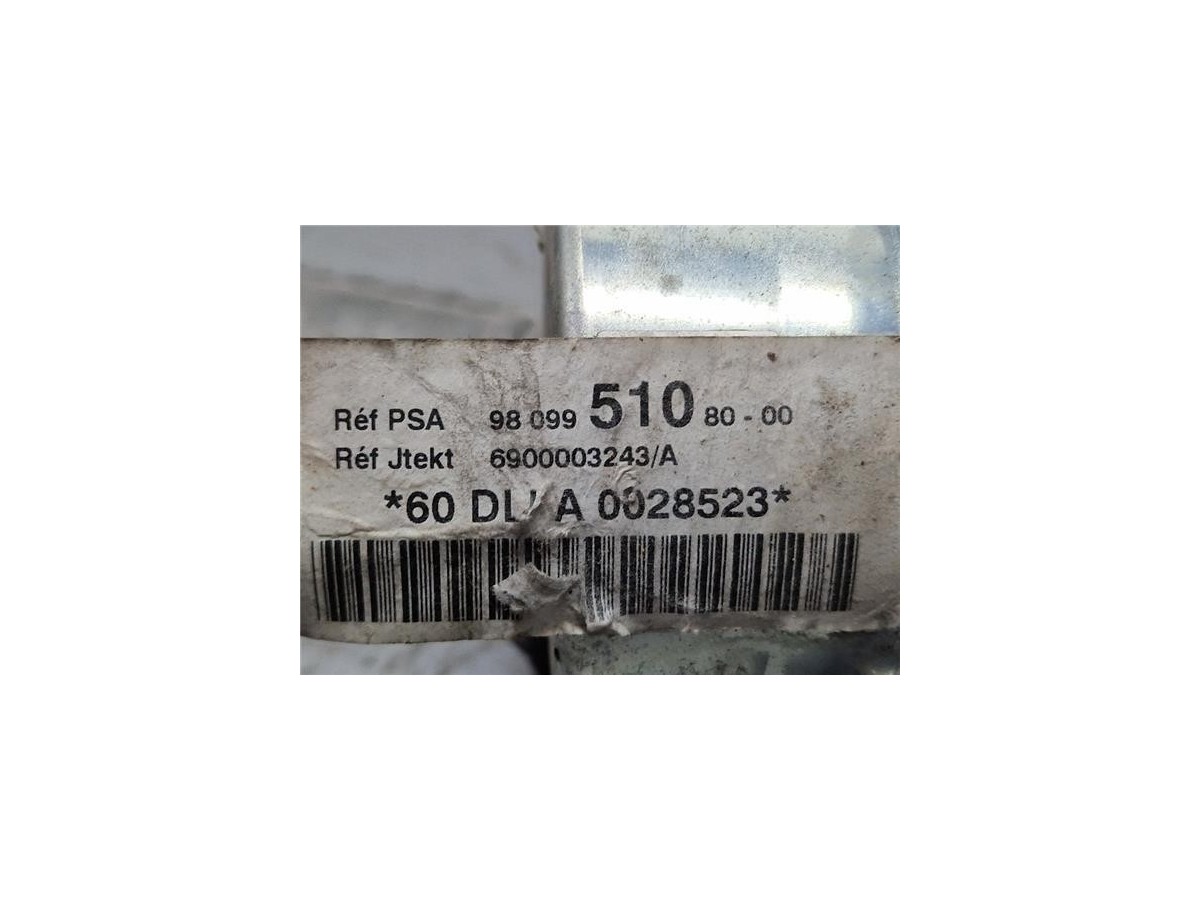 Réf PSA 98 099 510 80 - 00
Réf Jtekt 6900003243/A
*60 A 0028523*